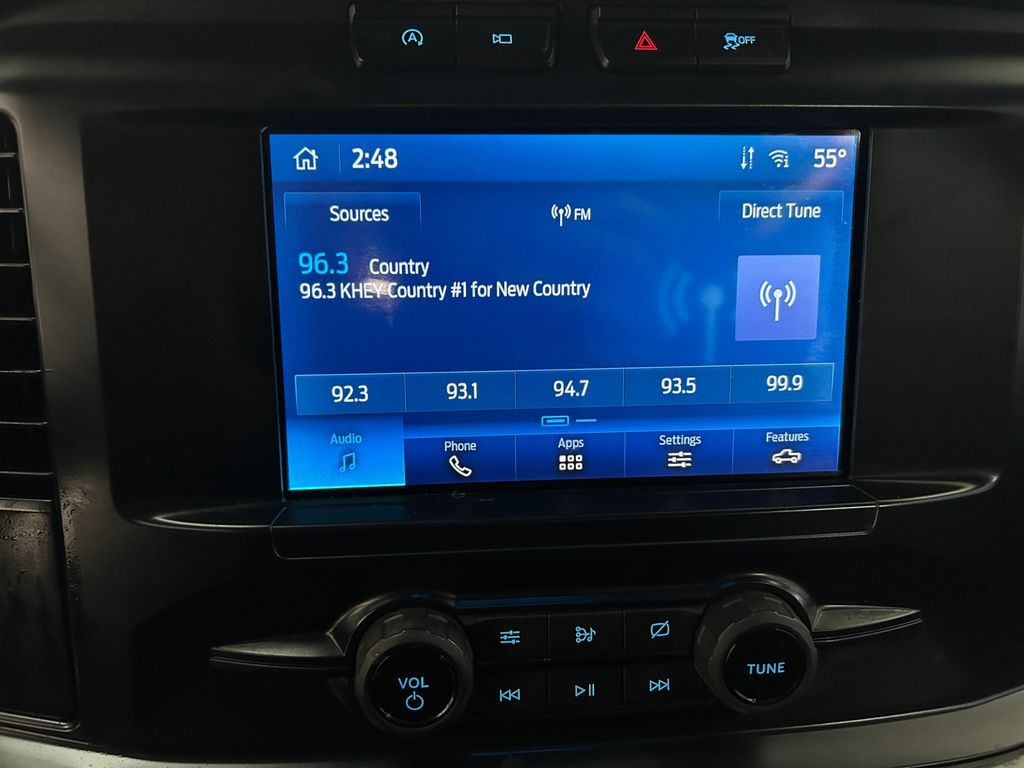 A
OFF
2:48
55°
Sources
FM
Direct Tune
96.3 Country
96.3 KHEY Country #1 for New Country
92.3
93.1
94.7
93.5
99.9
Audio
Phone
Apps
Settings
Features
VOL
TUNE